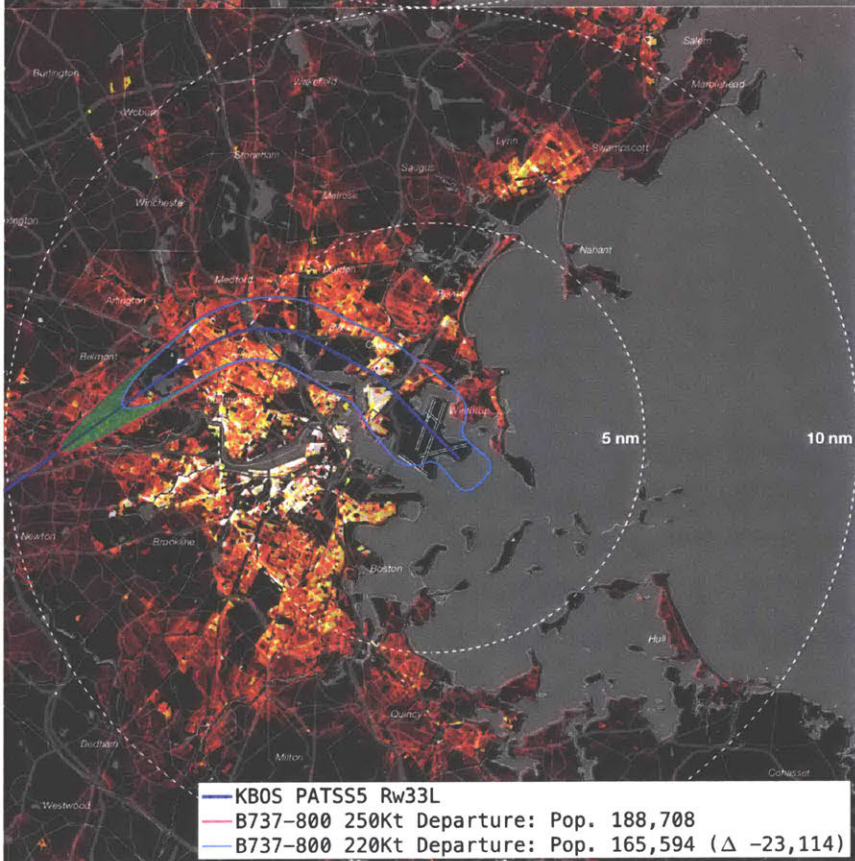 Salem
Marblehead
Burlington
Wakefield
Woburn
Lynn
Swampscott
Stoneham
Saugus
Melrose
Winchester
Nahant
Medford
Malden
Arlington
Belmont
Winthrop
5 nm
10 nm
Newton
Brookline
Boston
Hull
Quincy
Dedham
Milton
Cohasset
Westwood
KBOS PATSS5 Rw33L
B737-800 250Kt Departure: Pop. 188,708
B737-800 220Kt Departure: Pop. 165,594 (Δ -23,114)